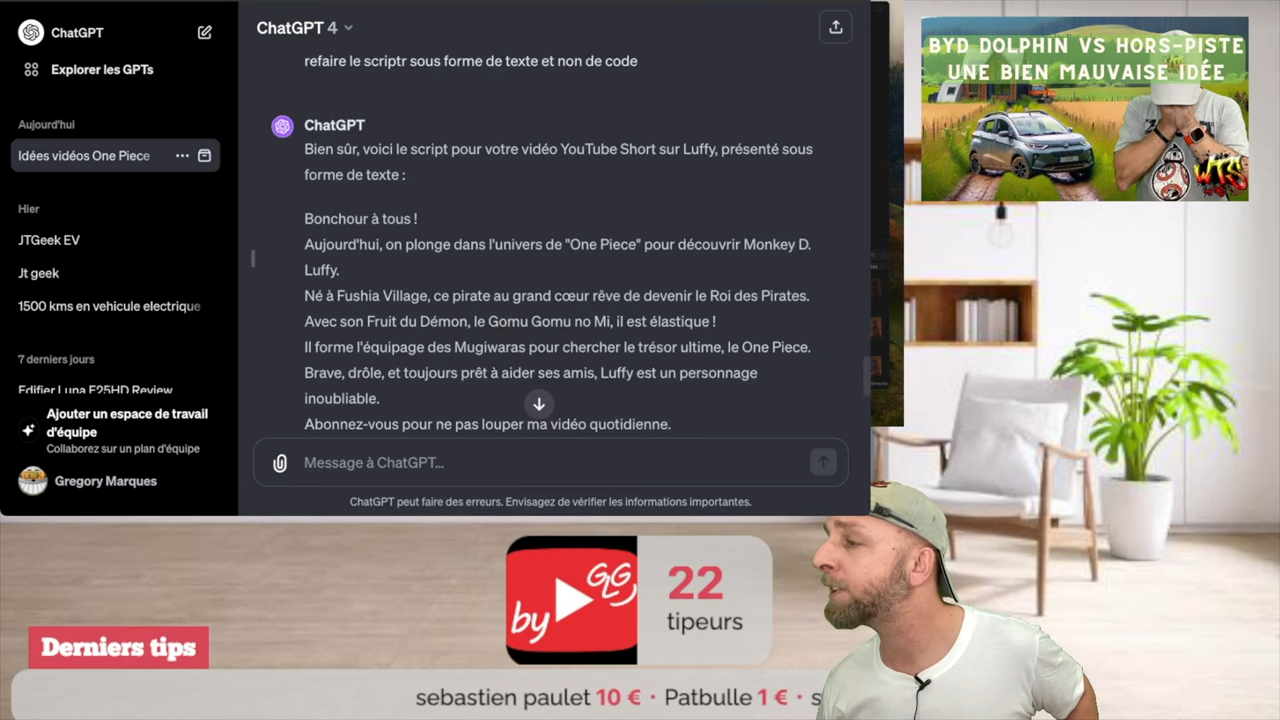 ChatGPT
Explorer les GPTs
Aujourd'hui
Idées vidéos One Piece
Hier
JTGeek EV
Jt geek
1500 kms en vehicule electrique
7 derniers jours
Edifier Luna E25HD Review
Ajouter un espace de travail
d'équipe
Collaborez sur un plan d'équipe
Gregory Marques
ChatGPT 4
refaire le scriptr sous forme de texte et non de code
ChatGPT
Bien sûr, voici le script pour votre vidéo YouTube Short sur Luffy, présenté sous
forme de texte :
Bonchour à tous !
Aujourd'hui, on plonge dans l'univers de "One Piece" pour découvrir Monkey D.
Luffy.
Né à Fushia Village, ce pirate au grand cœur rêve de devenir le Roi des Pirates.
Avec son Fruit du Démon, le Gomu Gomu no Mi, il est élastique !
Il forme l'équipage des Mugiwaras pour chercher le trésor ultime, le One Piece.
Brave, drôle, et toujours prêt à aider ses amis, Luffy est un personnage
inoubliable.
Abonnez-vous pour ne pas louper ma vidéo quotidienne.
Message à ChatGPT...
ChatGPT peut faire des erreurs. Envisagez de vérifier les informations importantes.
BYD DOLPHIN VS HORS-PISTE
UNE BIEN MAUVAISE IDÉE
WTS
by GLG
22
tipeurs
Derniers tips
sebastien paulet 10 € · Patbulle 1 € · s